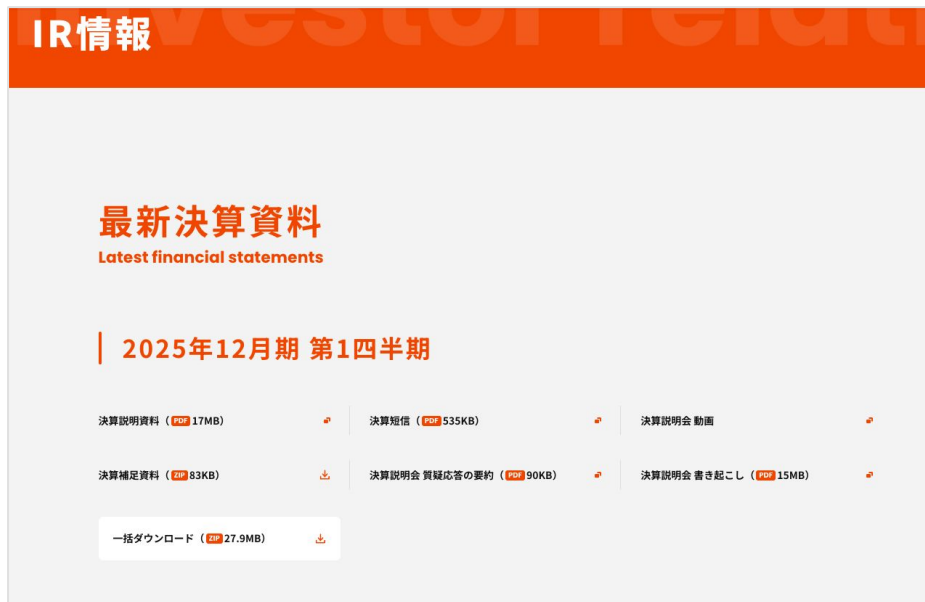 Investor relati
IR情報
最新決算資料
Latest financial statements
2025年12月期 第1四半期
決算説明資料（PDF 17MB）
決算短信（PDF 535KB）
決算説明会 動画
決算補足資料（ZIP 83KB）
決算説明会 質疑応答の要約（PDF 90KB）
決算説明会 書き起こし（PDF 15MB）
一括ダウンロード（ZIP 27.9MB）